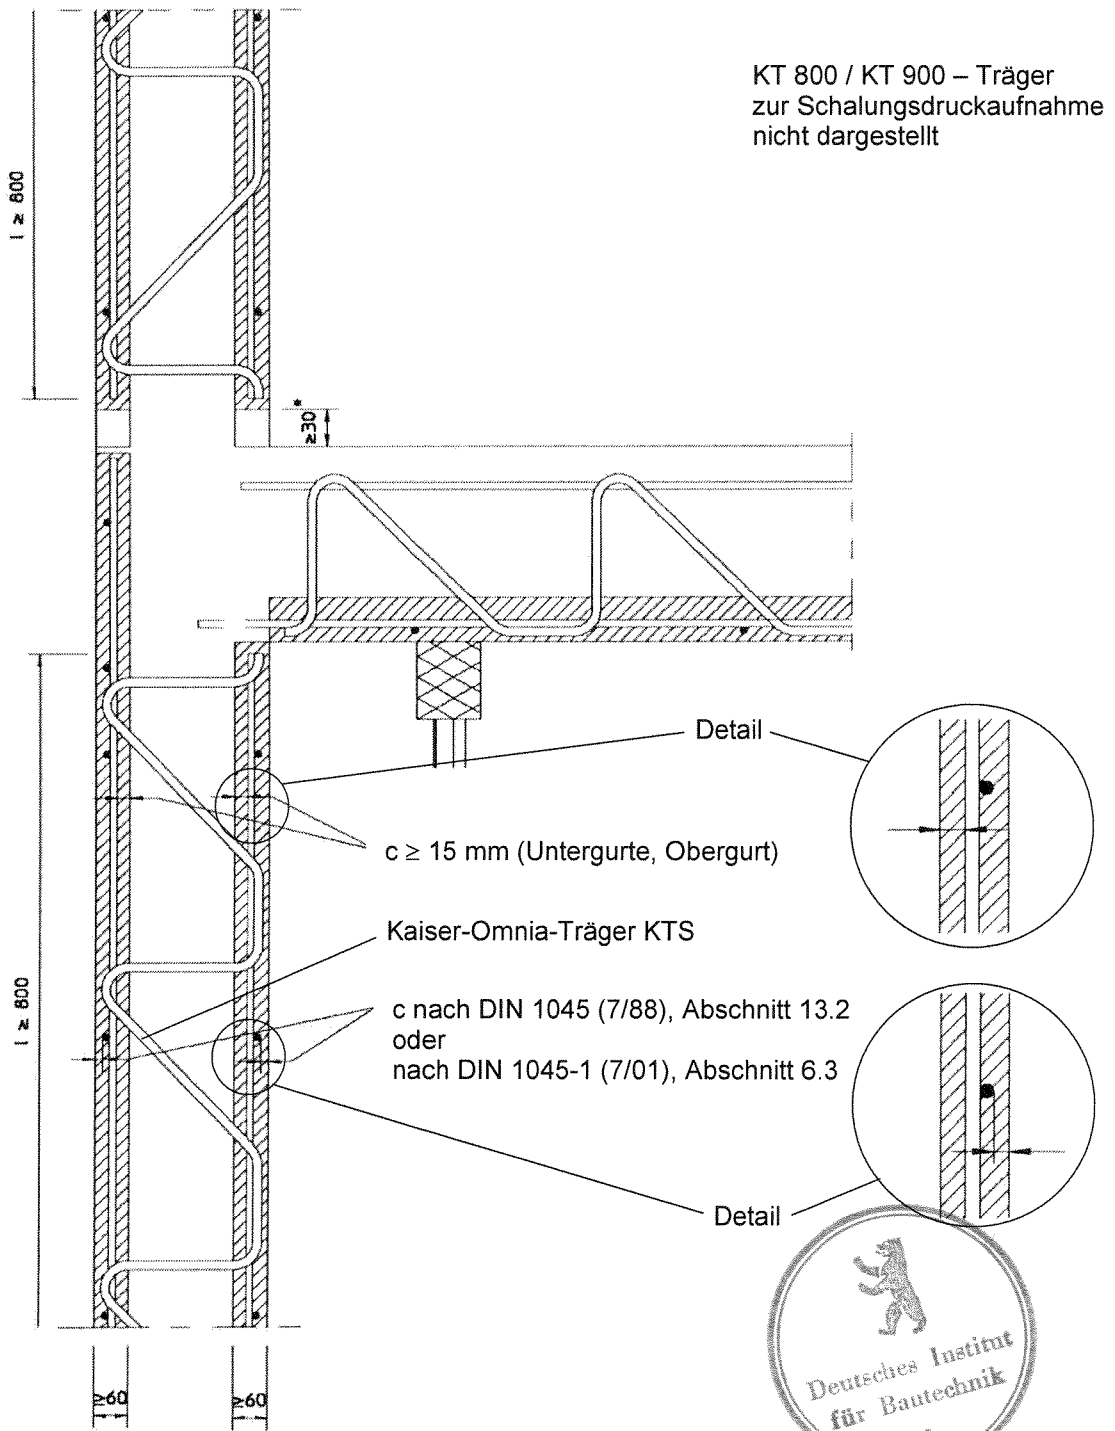 KT 800 / KT 900 – Träger
zur Schalungsdruckaufnahme
nicht dargestellt
l ≥ 800
≥30*
Detail
c ≥ 15 mm (Untergurte, Obergurt)
Kaiser-Omnia-Träger KTS
c nach DIN 1045 (7/88), Abschnitt 13.2
oder
nach DIN 1045-1 (7/01), Abschnitt 6.3
l ≥ 800
Detail
Deutsches Institut
für Bautechnik
≥60
≥60